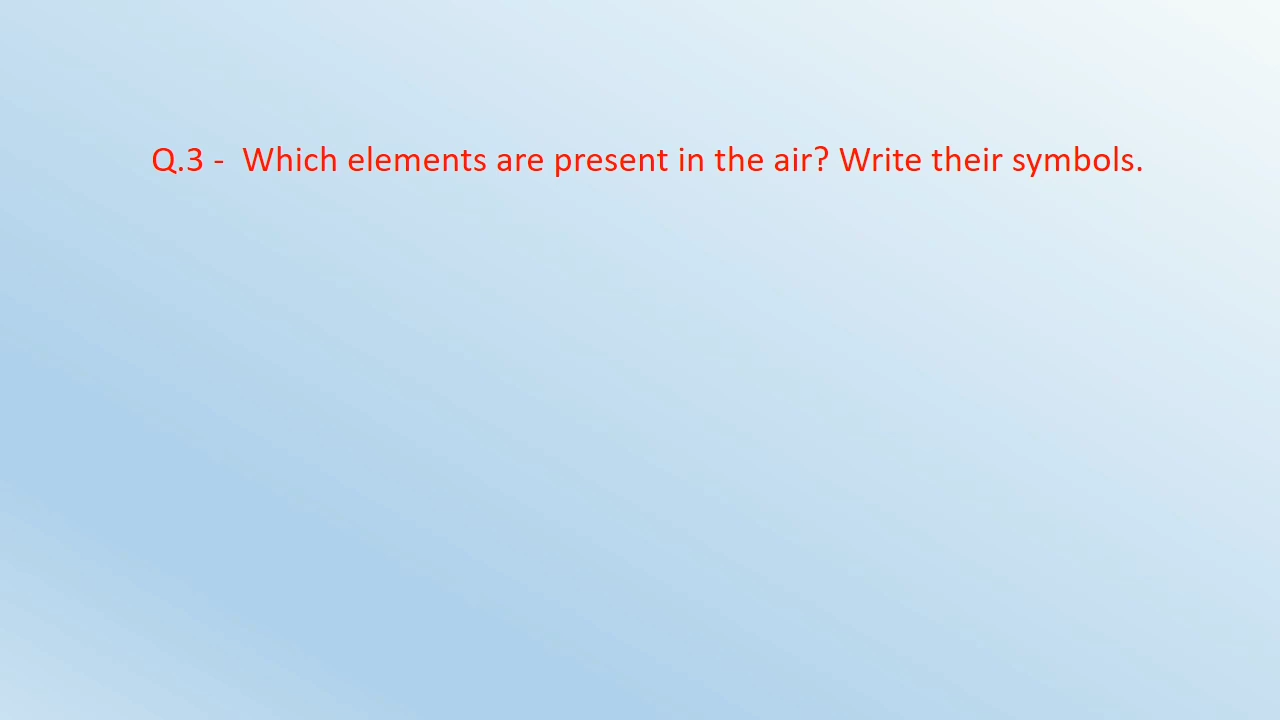 Q.3 -  Which elements are present in the air? Write their symbols.